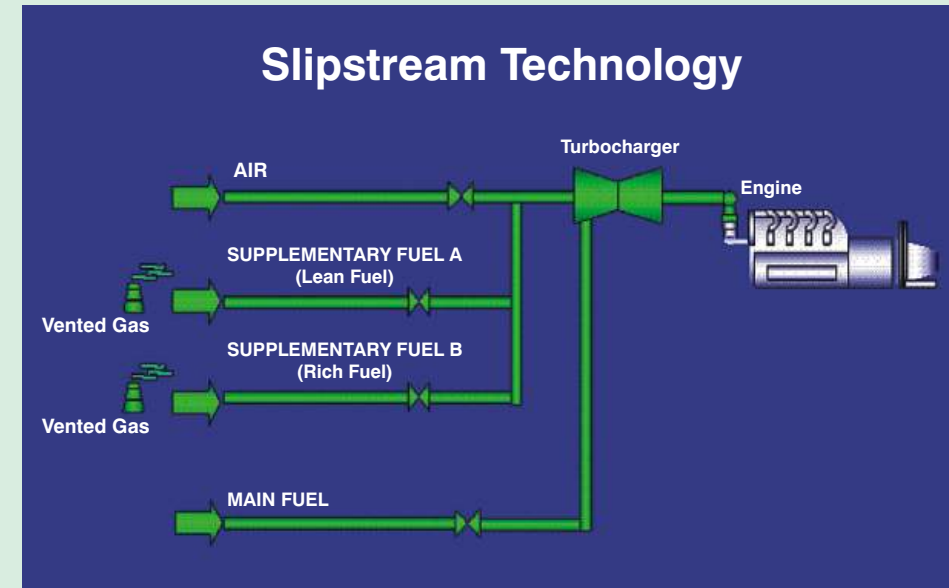 Slipstream Technology
Turbocharger
AIR
Engine
SUPPLEMENTARY FUEL A
(Lean Fuel)
Vented Gas
SUPPLEMENTARY FUEL B
(Rich Fuel)
Vented Gas
MAIN FUEL